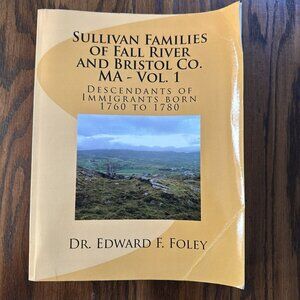 Sullivan Families
of Fall River
and Bristol Co.
MA - Vol. 1
Descendants of
Immigrants born
1760 to 1780
Dr. Edward F. Foley